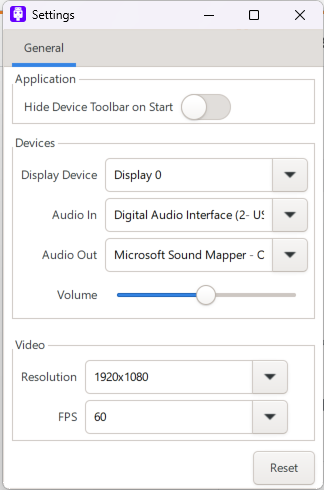 Settings
General
Application
Hide Device Toolbar on Start
Devices
Display Device Display 0
Audio In Digital Audio Interface (2- US
Audio Out Microsoft Sound Mapper - O
Volume
Video
Resolution 1920x1080
FPS 60
Reset